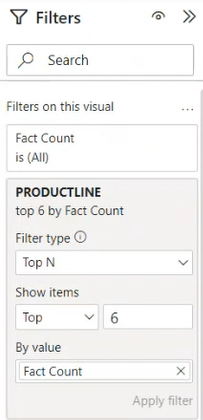 Filters
Search
Filters on this visual
...
Fact Count
is (All)
PRODUCTLINE
top 6 by Fact Count
Filter type
Top N
Show items
Top 6
By value
Fact Count
Apply filter